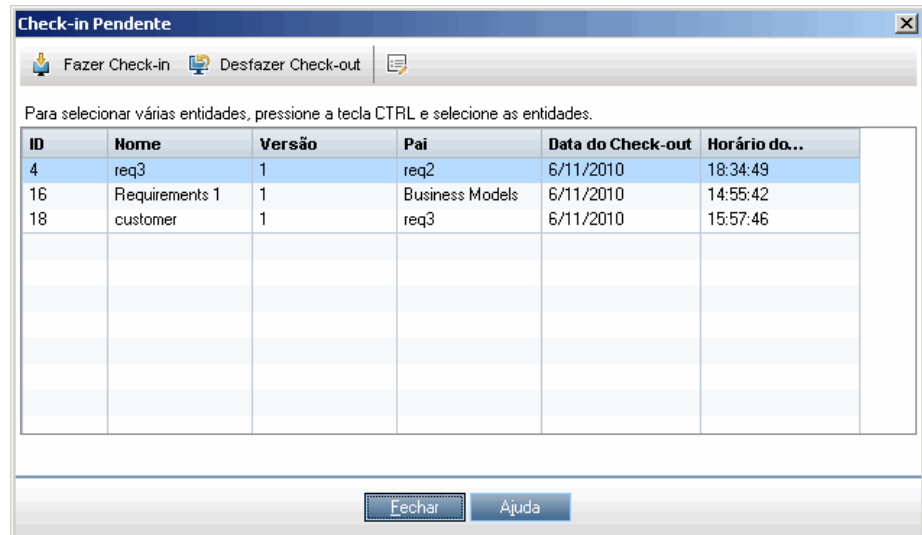 Check-in Pendente
Fazer Check-in Desfazer Check-out
Para selecionar várias entidades, pressione a tecla CTRL e selecione as entidades.
ID Nome Versão Pai Data do Check-out Horário do...
4 req3 1 req2 6/11/2010 18:34:49
16 Requirements 1 1 Business Models 6/11/2010 14:55:42
18 customer 1 req3 6/11/2010 15:57:46
Fechar Ajuda